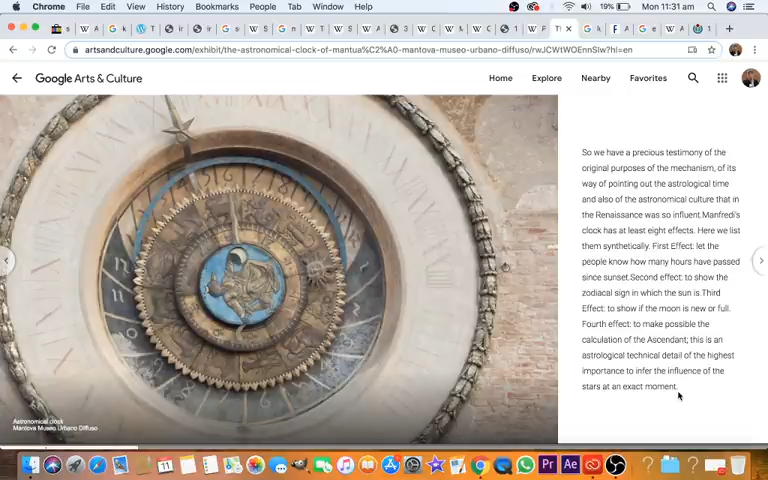 Chrome File Edit View History Bookmarks People Tab Window Help 19% Mon 11:31 am
artsandculture.google.com/exhibit/the-astronomical-clock-of-mantua%C2%A0-mantova-museo-urbano-diffuso/rwJCWtWOEnnSlw?hl=en
Google Arts & Culture Home Explore Nearby Favorites
So we have a precious testimony of the
original purposes of the mechanism, of its
way of pointing out the astrological time
and also of the astronomical culture that in
the Renaissance was so influent.Manfredi's
clock has at least eight effects. Here we list
them synthetically. First Effect: let the
people know how many hours have passed
since sunset.Second effect: to show the
zodiacal sign in which the sun is.Third
Effect: to show if the moon is new or full.
Fourth effect: to make possible the
calculation of the Ascendant; this is an
astrological technical detail of the highest
importance to infer the influence of the
stars at an exact moment.
Astronomical clock
Mantova Museo Urbano Diffuso
Pr Ae